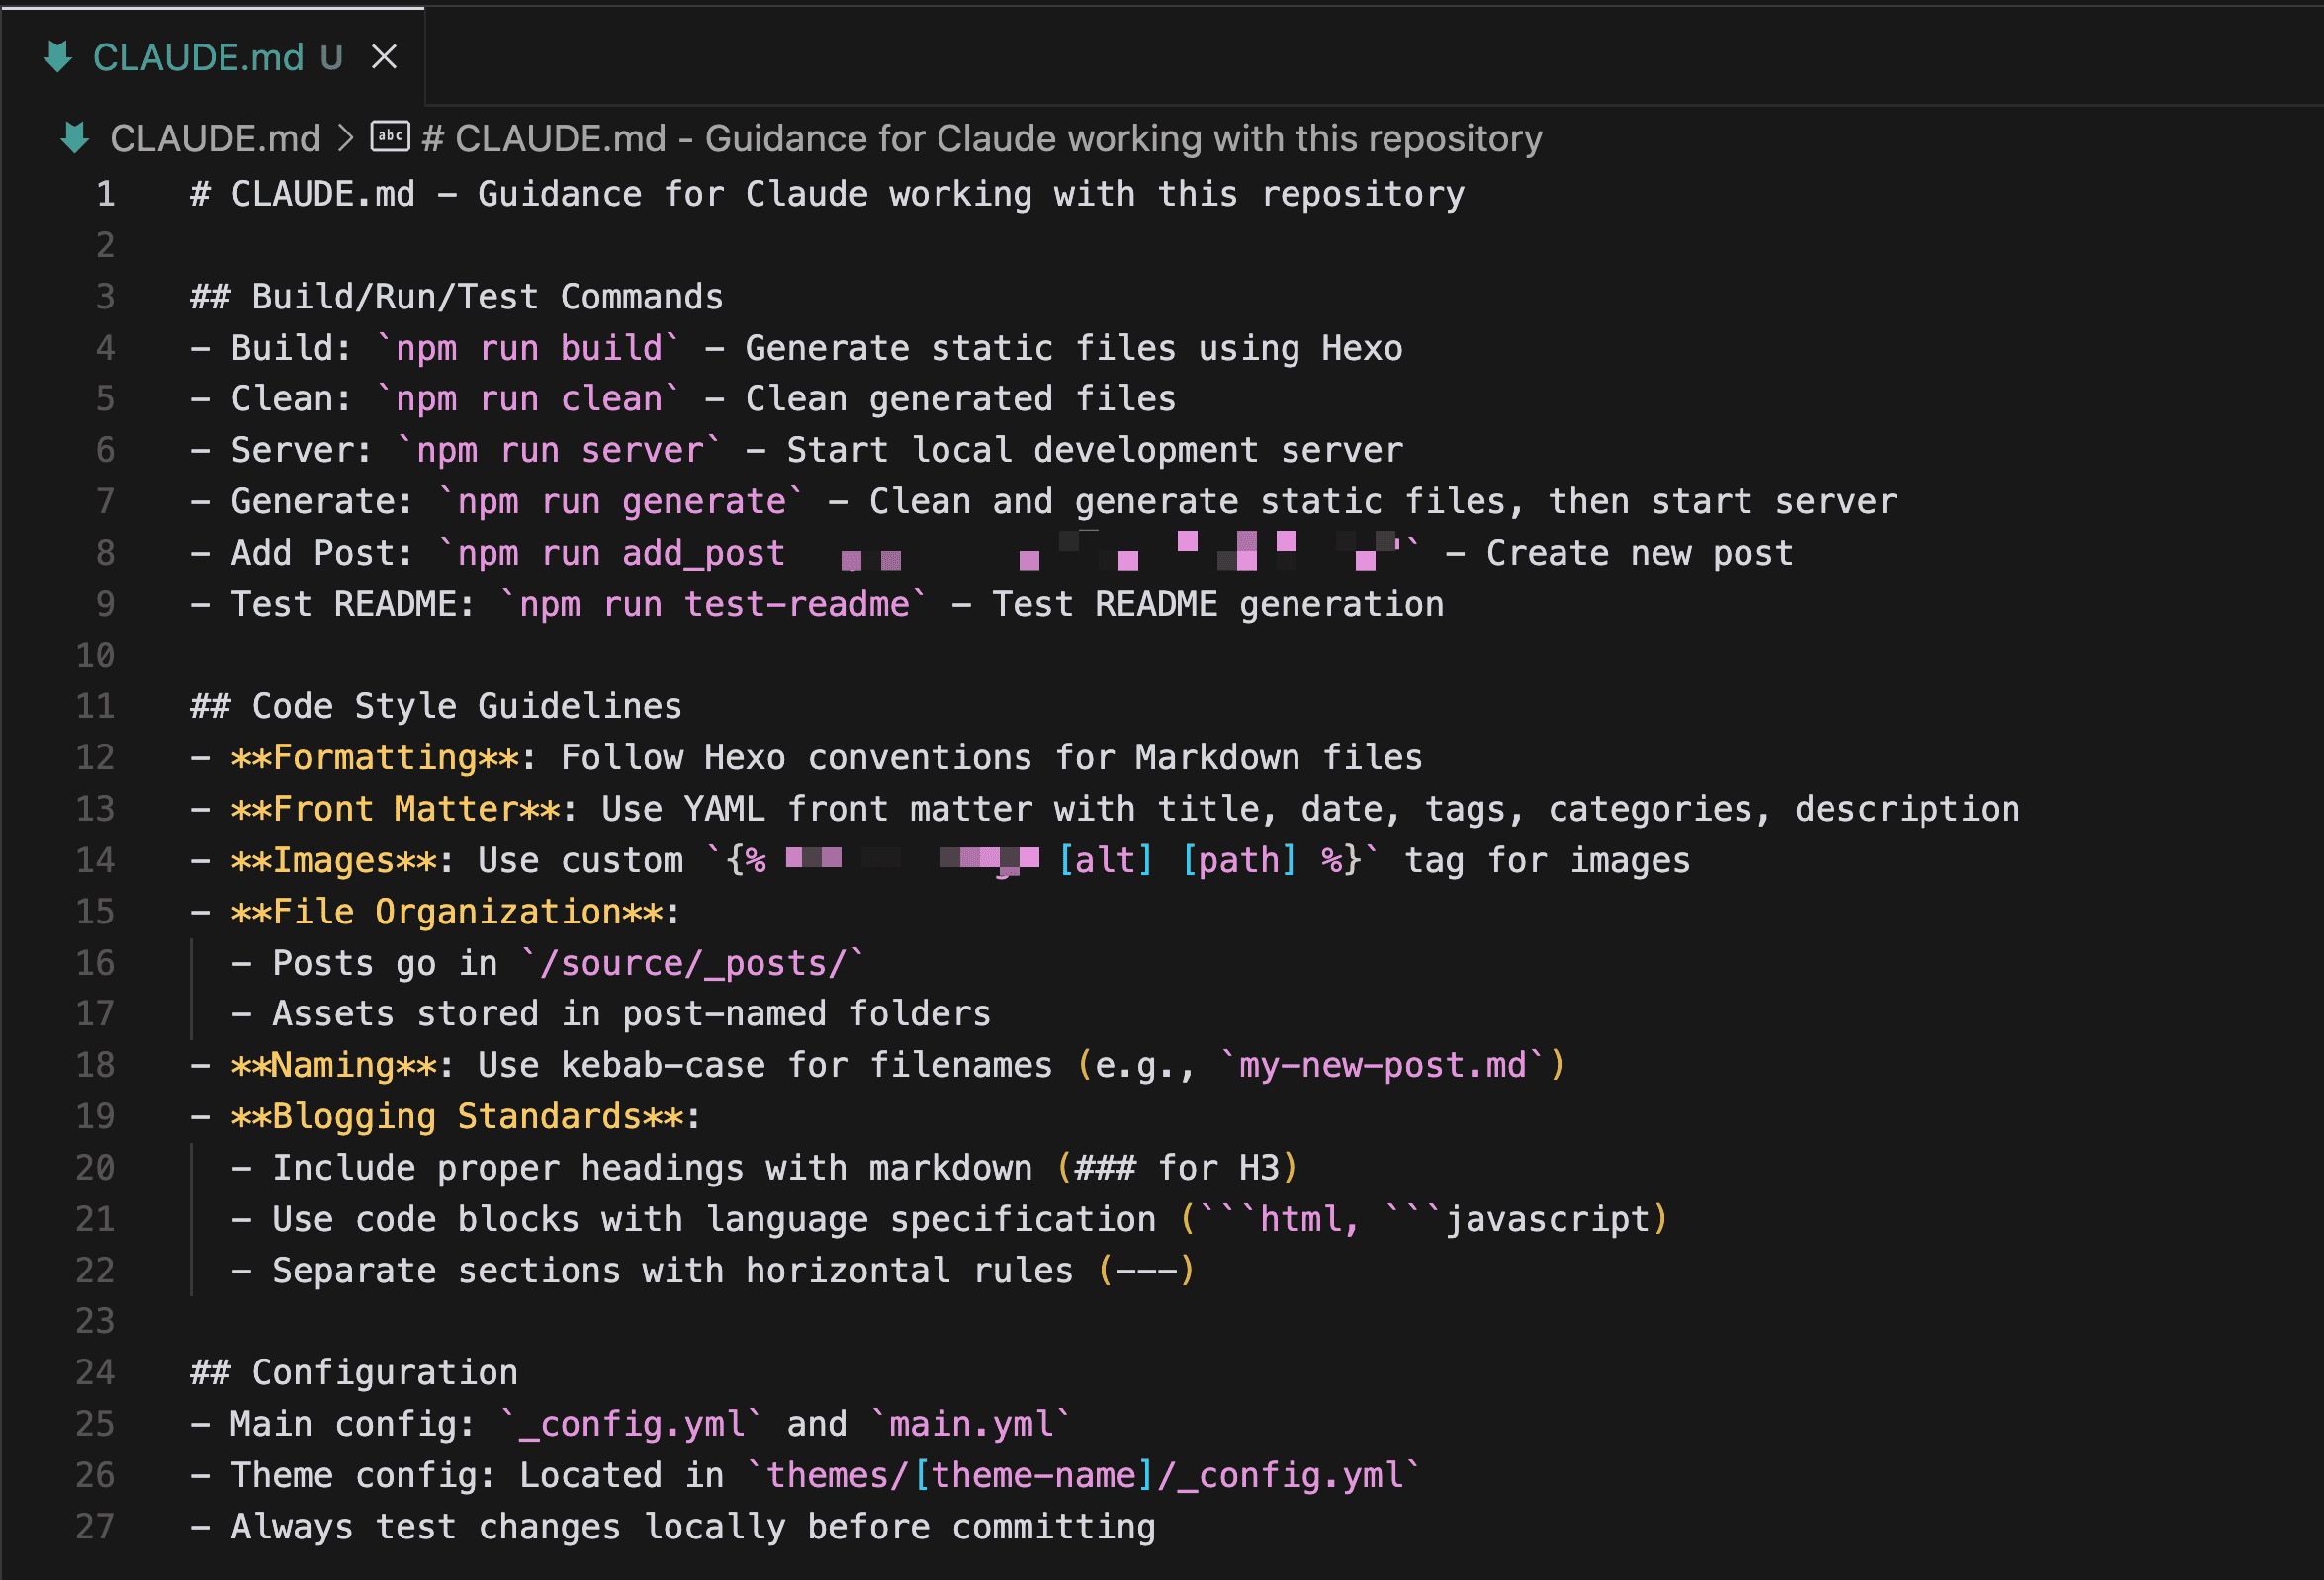 CLAUDE.md U
CLAUDE.md > abc # CLAUDE.md - Guidance for Claude working with this repository
1 # CLAUDE.md - Guidance for Claude working with this repository
2
3 ## Build/Run/Test Commands
4 - Build: `npm run build` - Generate static files using Hexo
5 - Clean: `npm run clean` - Clean generated files
6 - Server: `npm run server` - Start local development server
7 - Generate: `npm run generate` - Clean and generate static files, then start server
8 - Add Post: `npm run add_post ` - Create new post
9 - Test README: `npm run test-readme` - Test README generation
10
11 ## Code Style Guidelines
12 - **Formatting**: Follow Hexo conventions for Markdown files
13 - **Front Matter**: Use YAML front matter with title, date, tags, categories, description
14 - **Images**: Use custom `{% [alt] [path] %}` tag for images
15 - **File Organization**:
16   - Posts go in `/source/_posts/`
17   - Assets stored in post-named folders
18 - **Naming**: Use kebab-case for filenames (e.g., `my-new-post.md`)
19 - **Blogging Standards**:
20   - Include proper headings with markdown (### for H3)
21   - Use code blocks with language specification (```html, ```javascript)
22   - Separate sections with horizontal rules (---)
23
24 ## Configuration
25 - Main config: `_config.yml` and `main.yml`
26 - Theme config: Located in `themes/[theme-name]/_config.yml`
27 - Always test changes locally before committing